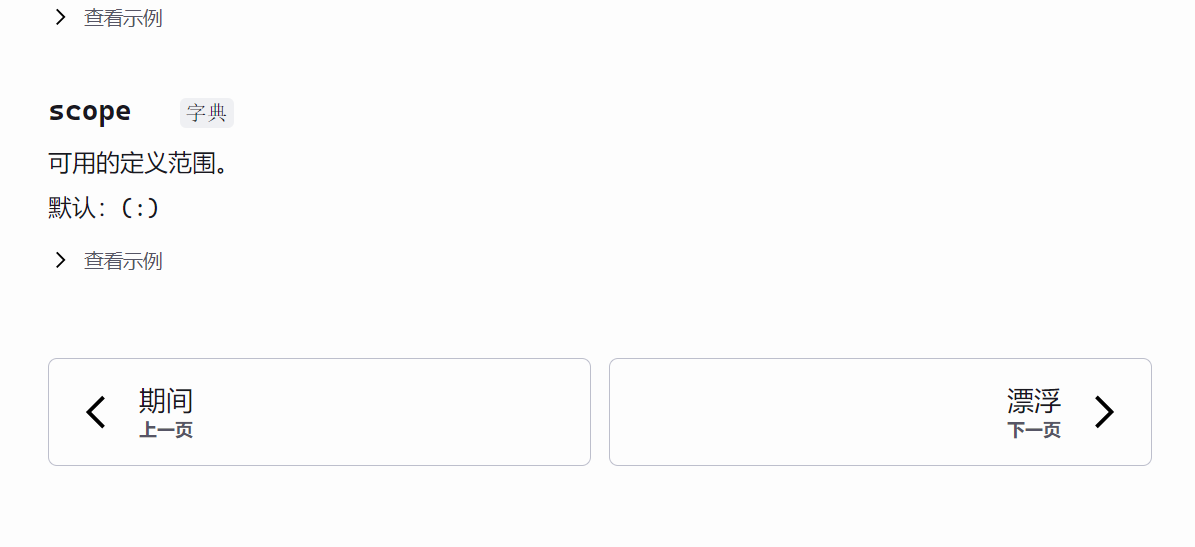 查看示例
scope 字典
可用的定义范围。
默认：(:)
查看示例
期间
上一页
漂浮
下一页